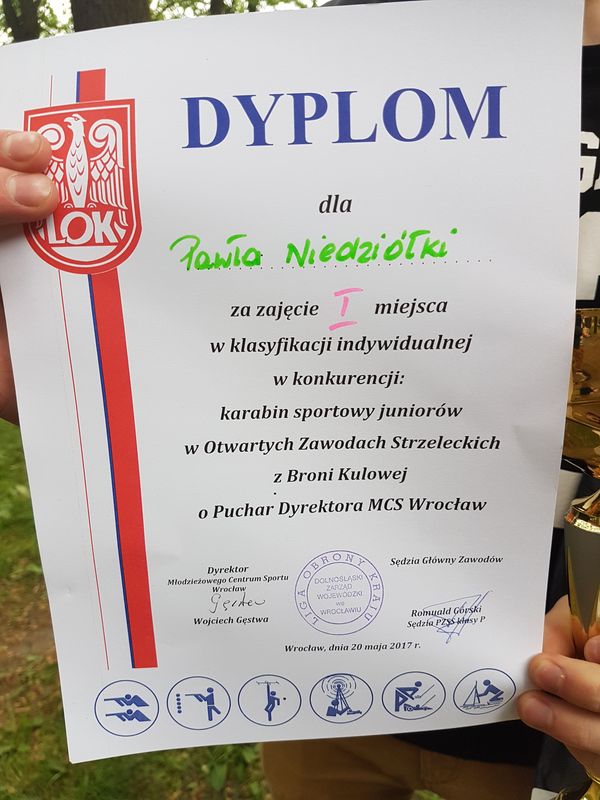 DYPLOM
LOK
dla
Pawła Niedziółki
za zajęcie I miejsca
w klasyfikacji indywidualnej
w konkurencji:
karabin sportowy juniorów
w Otwartych Zawodach Strzeleckich
z Broni Kulowej
o Puchar Dyrektora MCS Wrocław
Dyrektor
Młodzieżowego Centrum Sportu
Wrocław
Gęstwa
Wojciech Gęstwa
LIGA OBRONY KRAJU
DOLNOŚLĄSKI
ZARZĄD
WOJEWÓDZKI
we
WROCŁAWIU
Sędzia Główny Zawodów
Romuald Górski
Sędzia PZSS klasy P
Wrocław, dnia 20 maja 2017 r.